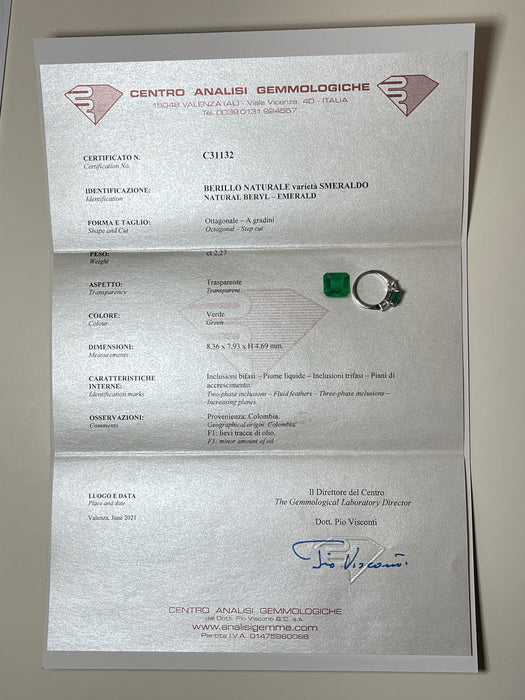 CENTRO ANALISI GEMMOLOGICHE
15048 VALENZA (AL) - Viale Vicenza, 4D - ITALIA
Tel. 0039 0131 924557
CERTIFICATO N. C31132
Certification No.
IDENTIFICAZIONE: BERILLO NATURALE varietà SMERALDO
Identification NATURAL BERYL – EMERALD
FORMA E TAGLIO: Ottagonale – A gradini
Shape and Cut Octagonal – Step cut
PESO: ct 2,27
Weight
ASPETTO: Trasparente
Transparency Transparent
COLORE: Verde
Colour Green
DIMENSIONI: 8,36 x 7,93 x H 4,69 mm.
Measurements
CARATTERISTICHE Inclusioni bifasi – Piume liquide – Inclusioni trifasi – Piani di
INTERNE: accrescimento
Identification marks Two-phase inclusions – Fluid feathers – Three-phase inclusions –
Increasing planes
OSSERVAZIONI: Provenienza: Colombia.
Comments Geographical origin: Colombia.
F1: lievi tracce di olio.
F1: minor amount of oil.
LUOGO E DATA Il Direttore del Centro
Place and date The Gemmological Laboratory Director
Valenza, June 2021 Dott. Pio Visconti
Pio Visconti
CENTRO ANALISI GEMMOLOGICHE
del Dott. Pio Visconti & C. s.s.
www.analisigemme.com
Partita I.V.A. 01475980068